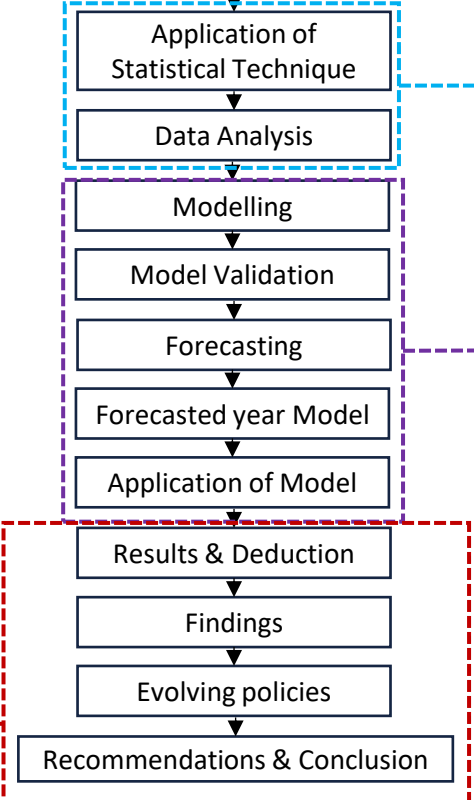 Application of
Statistical Technique
Data Analysis
Modelling
Model Validation
Forecasting
Forecasted year Model
Application of Model
Results & Deduction
Findings
Evolving policies
Recommendations & Conclusion